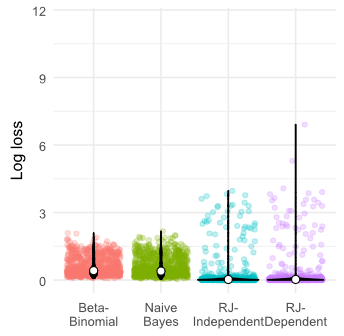 12
9
6
3
0
Log loss
Beta-
Binomial
Naive
Bayes
RJ-
Independent
RJ-
Dependent